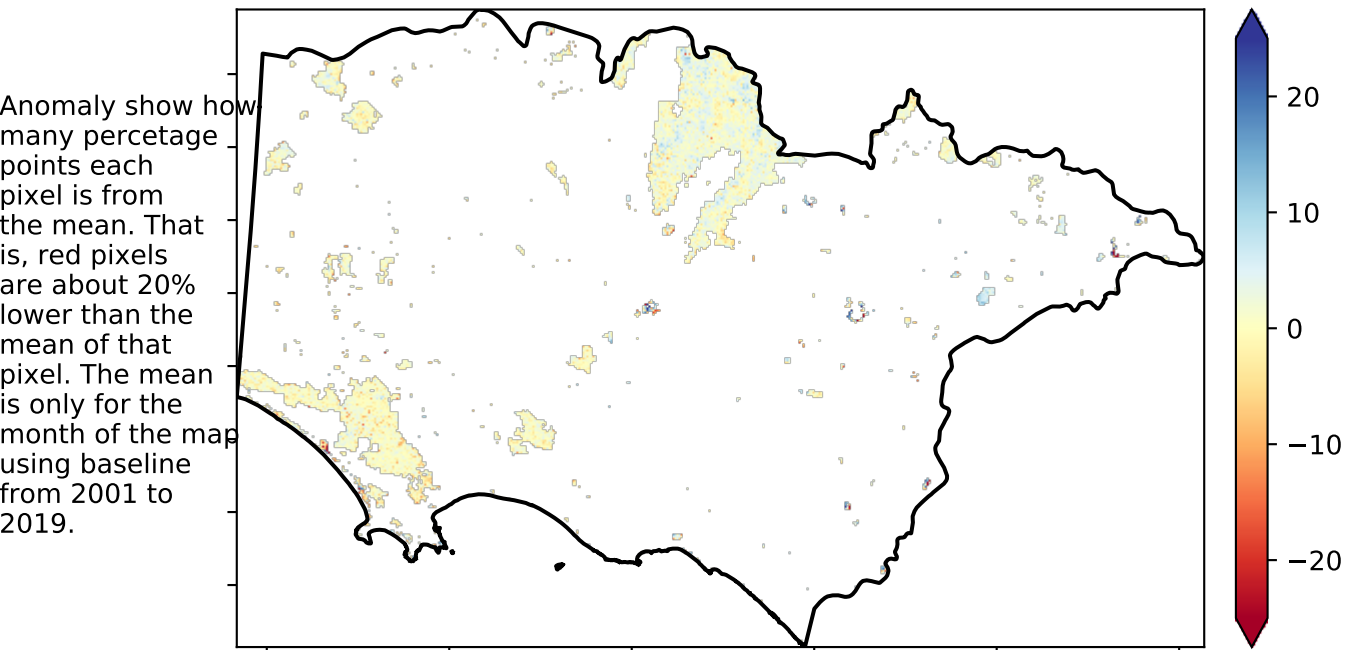 Anomaly show how
many percetage
points each
pixel is from
the mean. That
is, red pixels
are about 20%
lower than the
mean of that
pixel. The mean
is only for the
month of the map
using baseline
from 2001 to
2019.
20
10
0
−10
−20